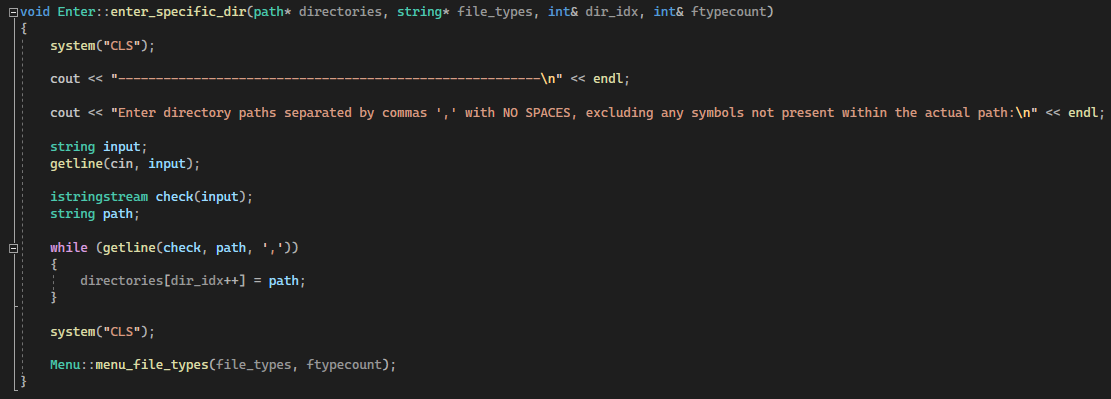 void Enter::enter_specific_dir(path* directories, string* file_types, int& dir_idx, int& ftypecount)
{
system("CLS");
cout << "--------------------------------------------------------\n" << endl;
cout << "Enter directory paths separated by commas ',' with NO SPACES, excluding any symbols not present within the actual path:\n" << endl;
string input;
getline(cin, input);
istringstream check(input);
string path;
while (getline(check, path, ','))
{
directories[dir_idx++] = path;
}
system("CLS");
Menu::menu_file_types(file_types, ftypecount);
}